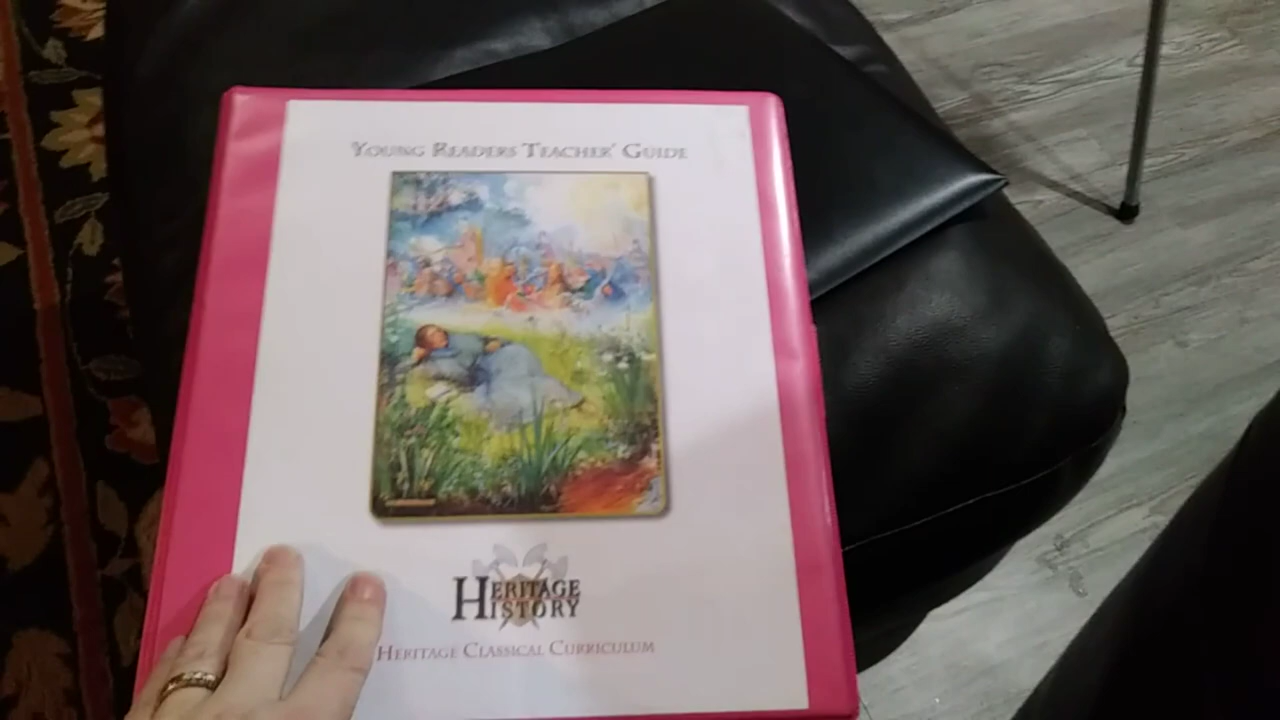 YOUNG READERS TEACHER' GUIDE
HERITAGE
HISTORY
HERITAGE CLASSICAL CURRICULUM